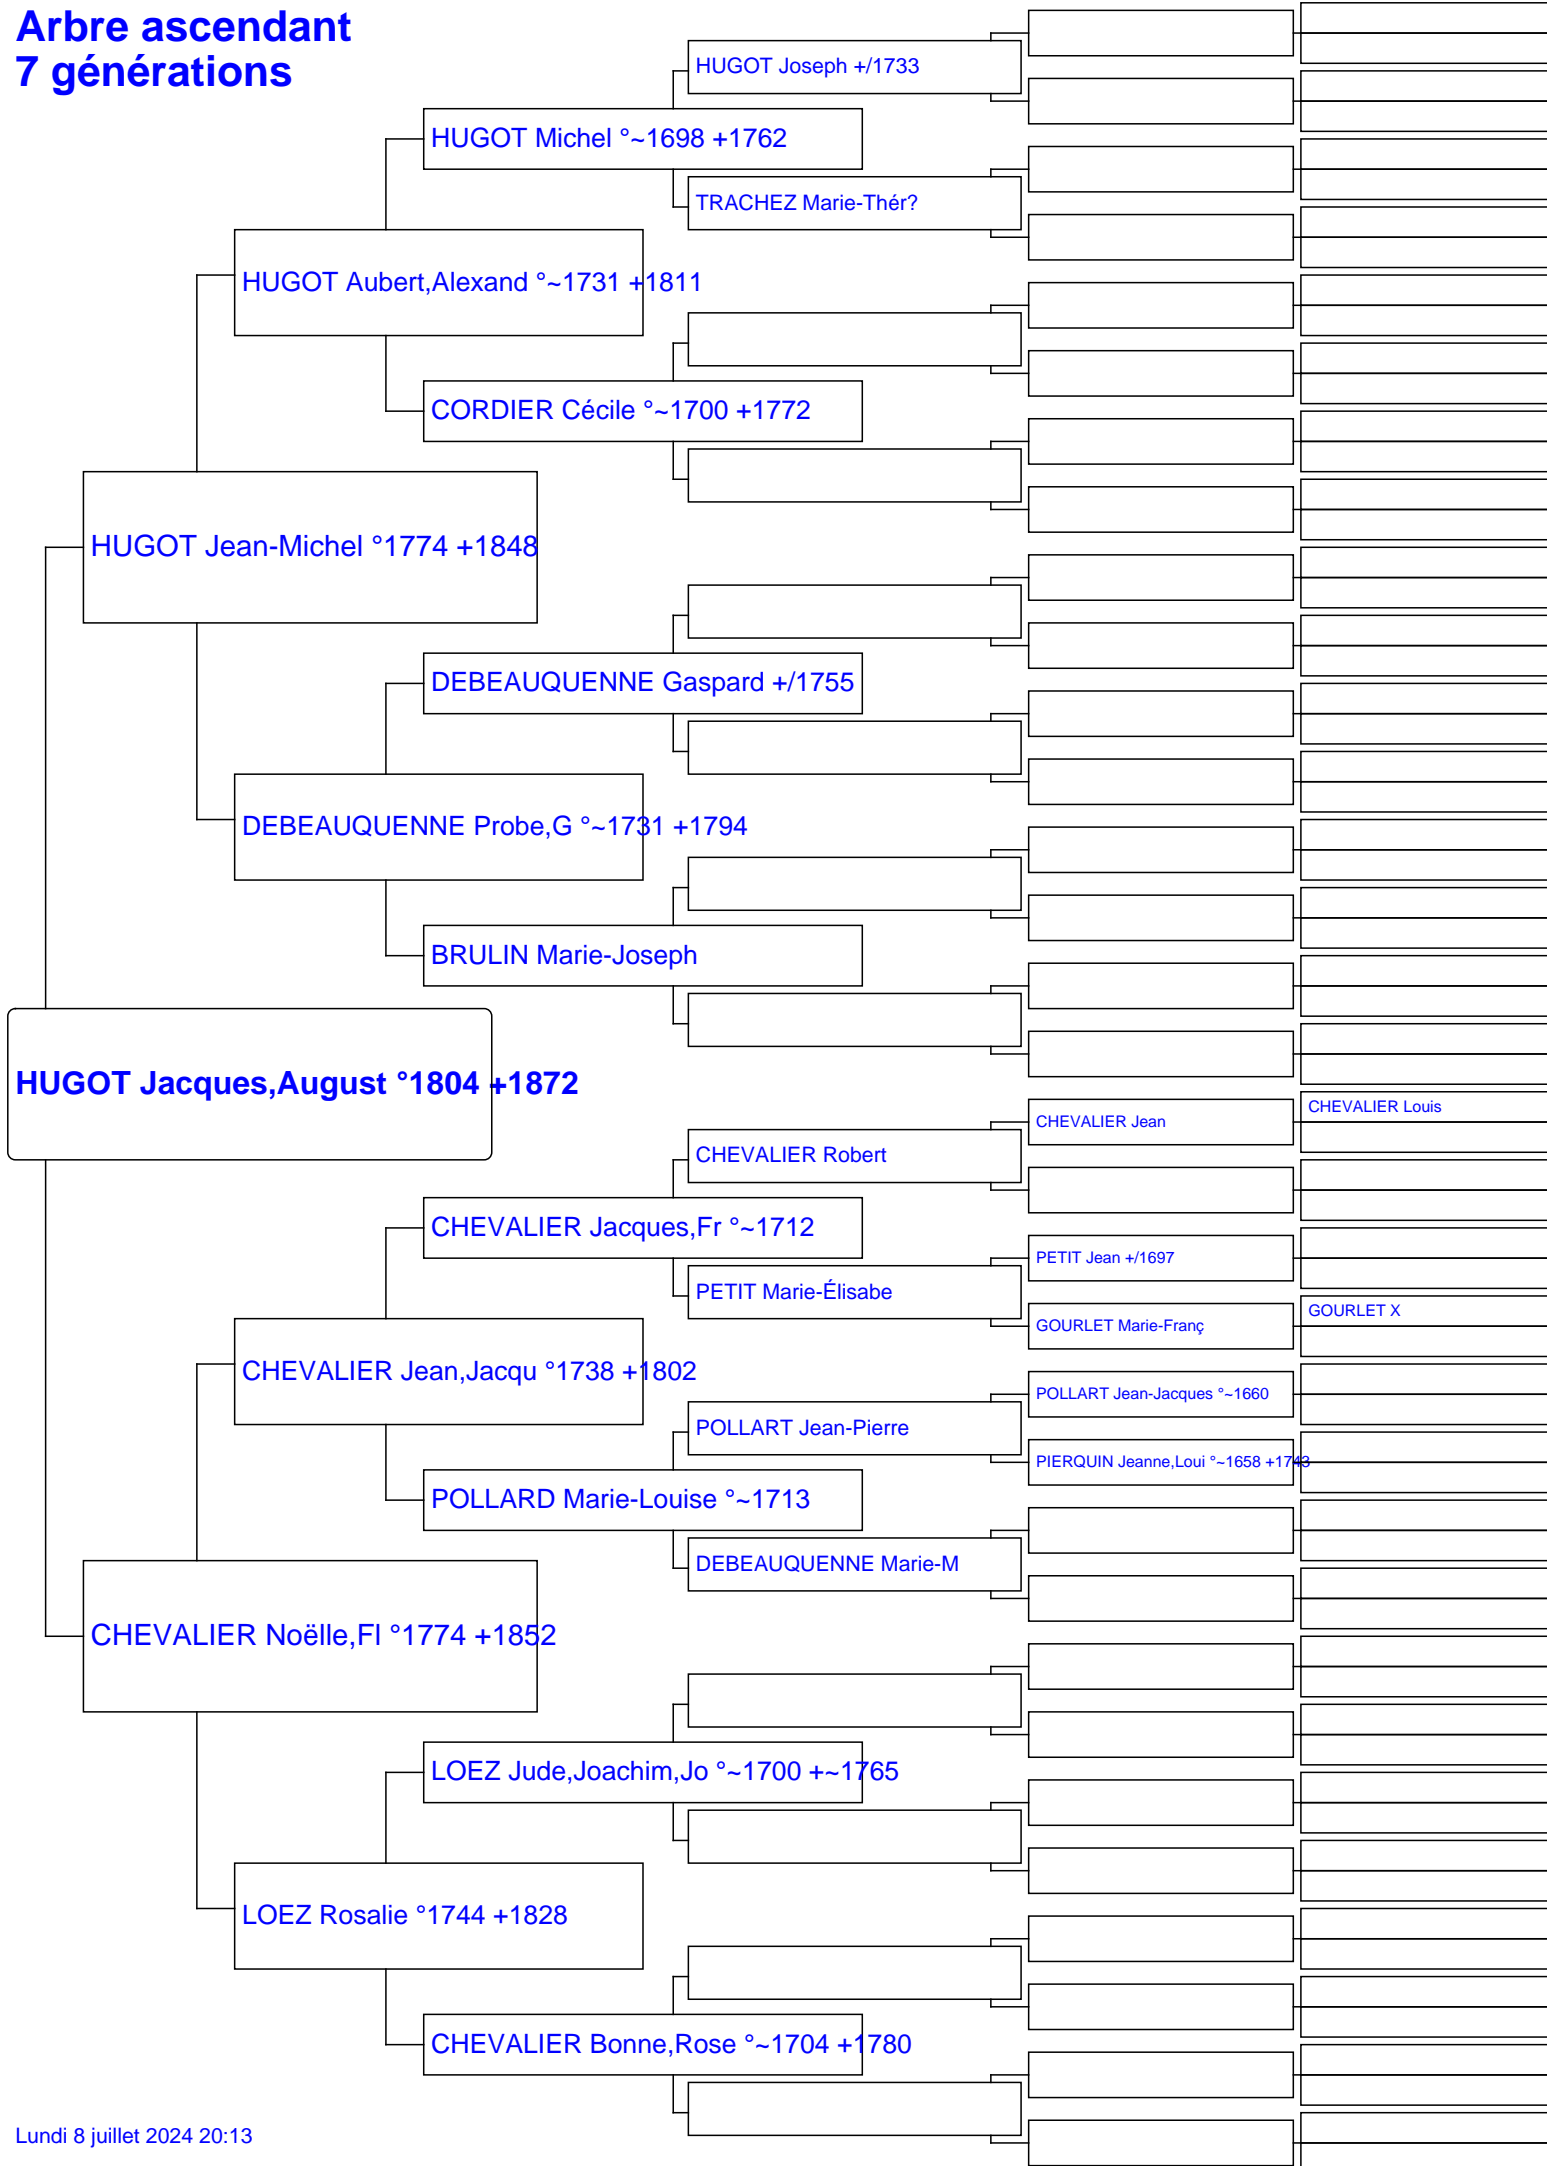 Arbre ascendant
7 générations
HUGOT Joseph +/1733
HUGOT Michel °~1698 +1762
TRACHEZ Marie-Thér?
HUGOT Aubert,Alexand °~1731 +1811
CORDIER Cécile °~1700 +1772
HUGOT Jean-Michel °1774 +1848
DEBEAUQUENNE Gaspard +/1755
DEBEAUQUENNE Probe,G °~1731 +1794
BRULIN Marie-Joseph
HUGOT Jacques,August °1804 +1872
CHEVALIER Louis
CHEVALIER Jean
CHEVALIER Robert
CHEVALIER Jacques,Fr °~1712
PETIT Jean +/1697
PETIT Marie-Élisabe
GOURLET X
GOURLET Marie-Franç
CHEVALIER Jean,Jacqu °1738 +1802
POLLART Jean-Jacques °~1660
POLLART Jean-Pierre
PIERQUIN Jeanne,Loui °~1658 +1743
POLLARD Marie-Louise °~1713
DEBEAUQUENNE Marie-M
CHEVALIER Noëlle,Fl °1774 +1852
LOEZ Jude,Joachim,Jo °~1700 +~1765
LOEZ Rosalie °1744 +1828
CHEVALIER Bonne,Rose °~1704 +1780
Lundi 8 juillet 2024 20:13